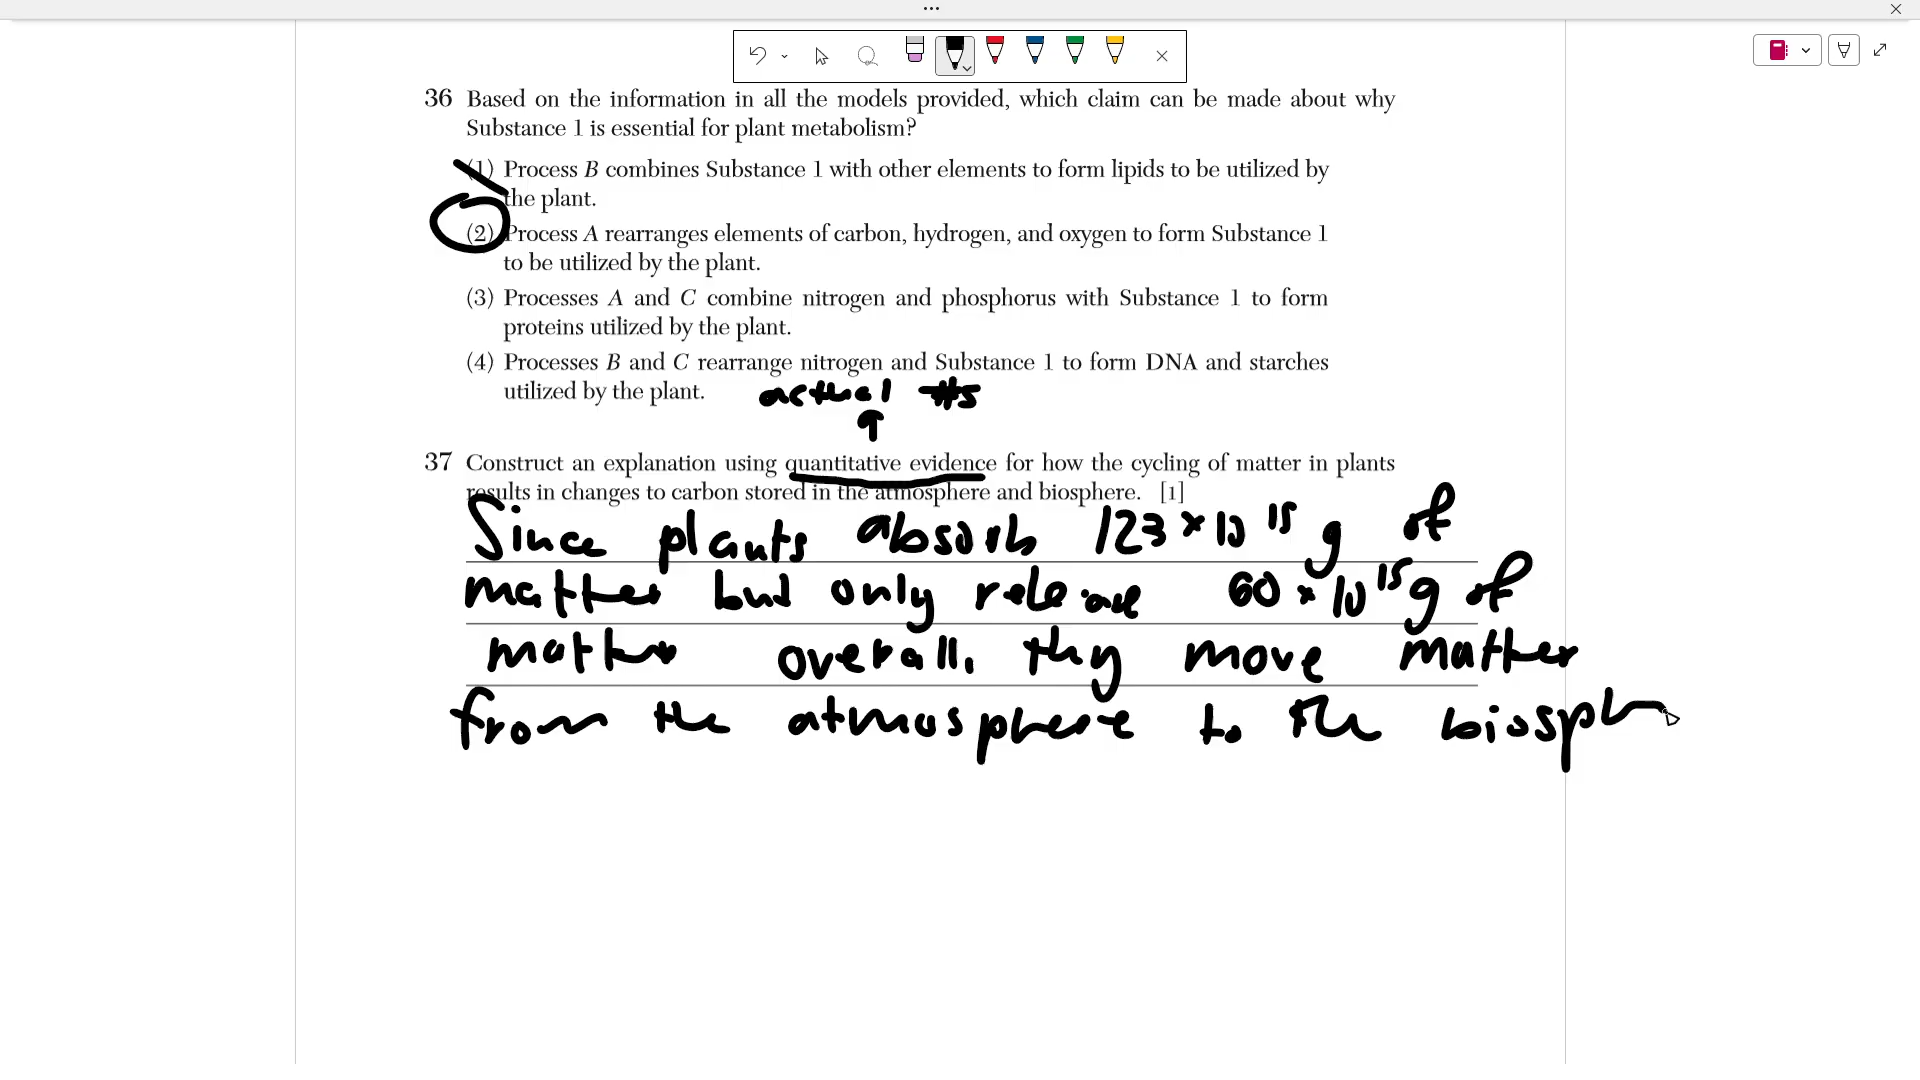 36 Based on the information in all the models provided, which claim can be made about why
Substance 1 is essential for plant metabolism?
(1) Process B combines Substance 1 with other elements to form lipids to be utilized by
the plant.
(2) Process A rearranges elements of carbon, hydrogen, and oxygen to form Substance 1
to be utilized by the plant.
(3) Processes A and C combine nitrogen and phosphorus with Substance 1 to form
proteins utilized by the plant.
(4) Processes B and C rearrange nitrogen and Substance 1 to form DNA and starches
utilized by the plant.
actual #s
37 Construct an explanation using quantitative evidence for how the cycling of matter in plants
results in changes to carbon stored in the atmosphere and biosphere. [1]
Since plants absorb 123 × 10^15 g of
matter but only release 60 × 10^15 g of
matter overall, they move matter
from the atmosphere to the biosph